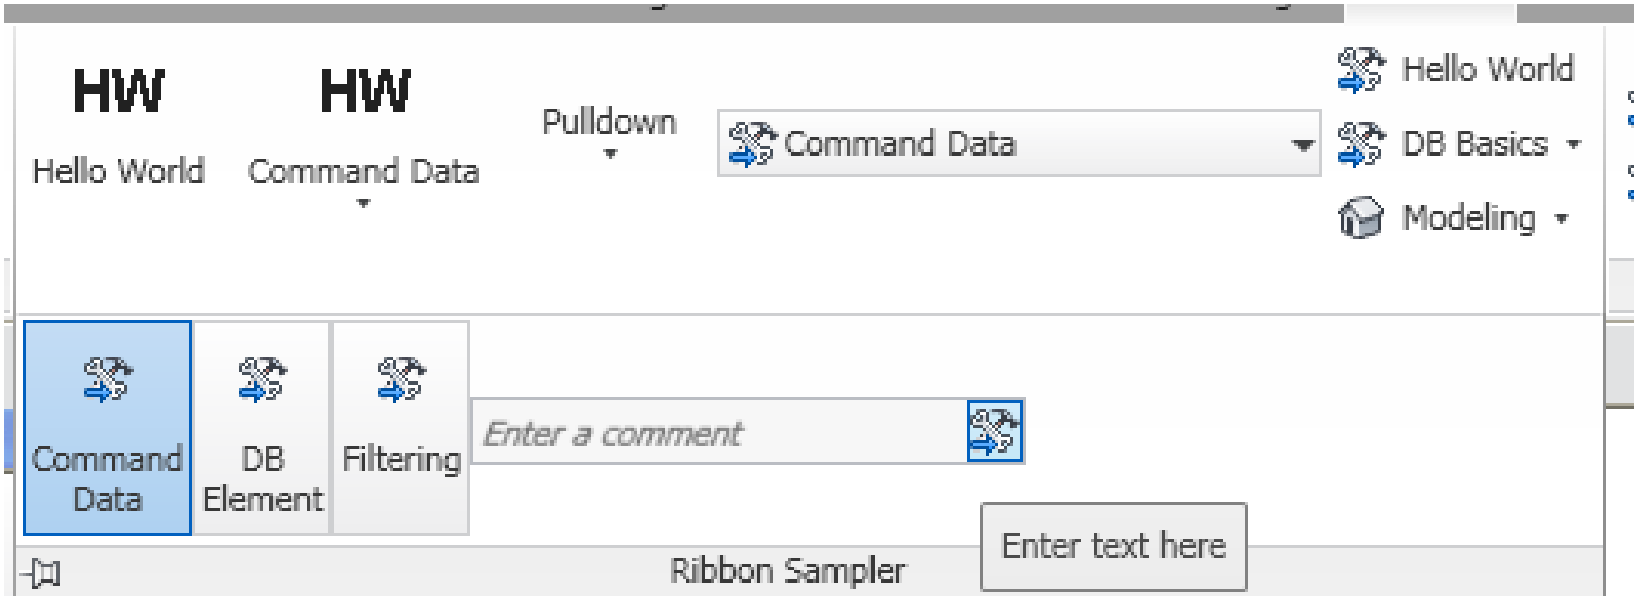 HW
Hello World
HW
Command Data
Pulldown
Command Data
Hello World
DB Basics
Modeling
Command
Data
DB
Element
Filtering
Enter a comment
Enter text here
Ribbon Sampler